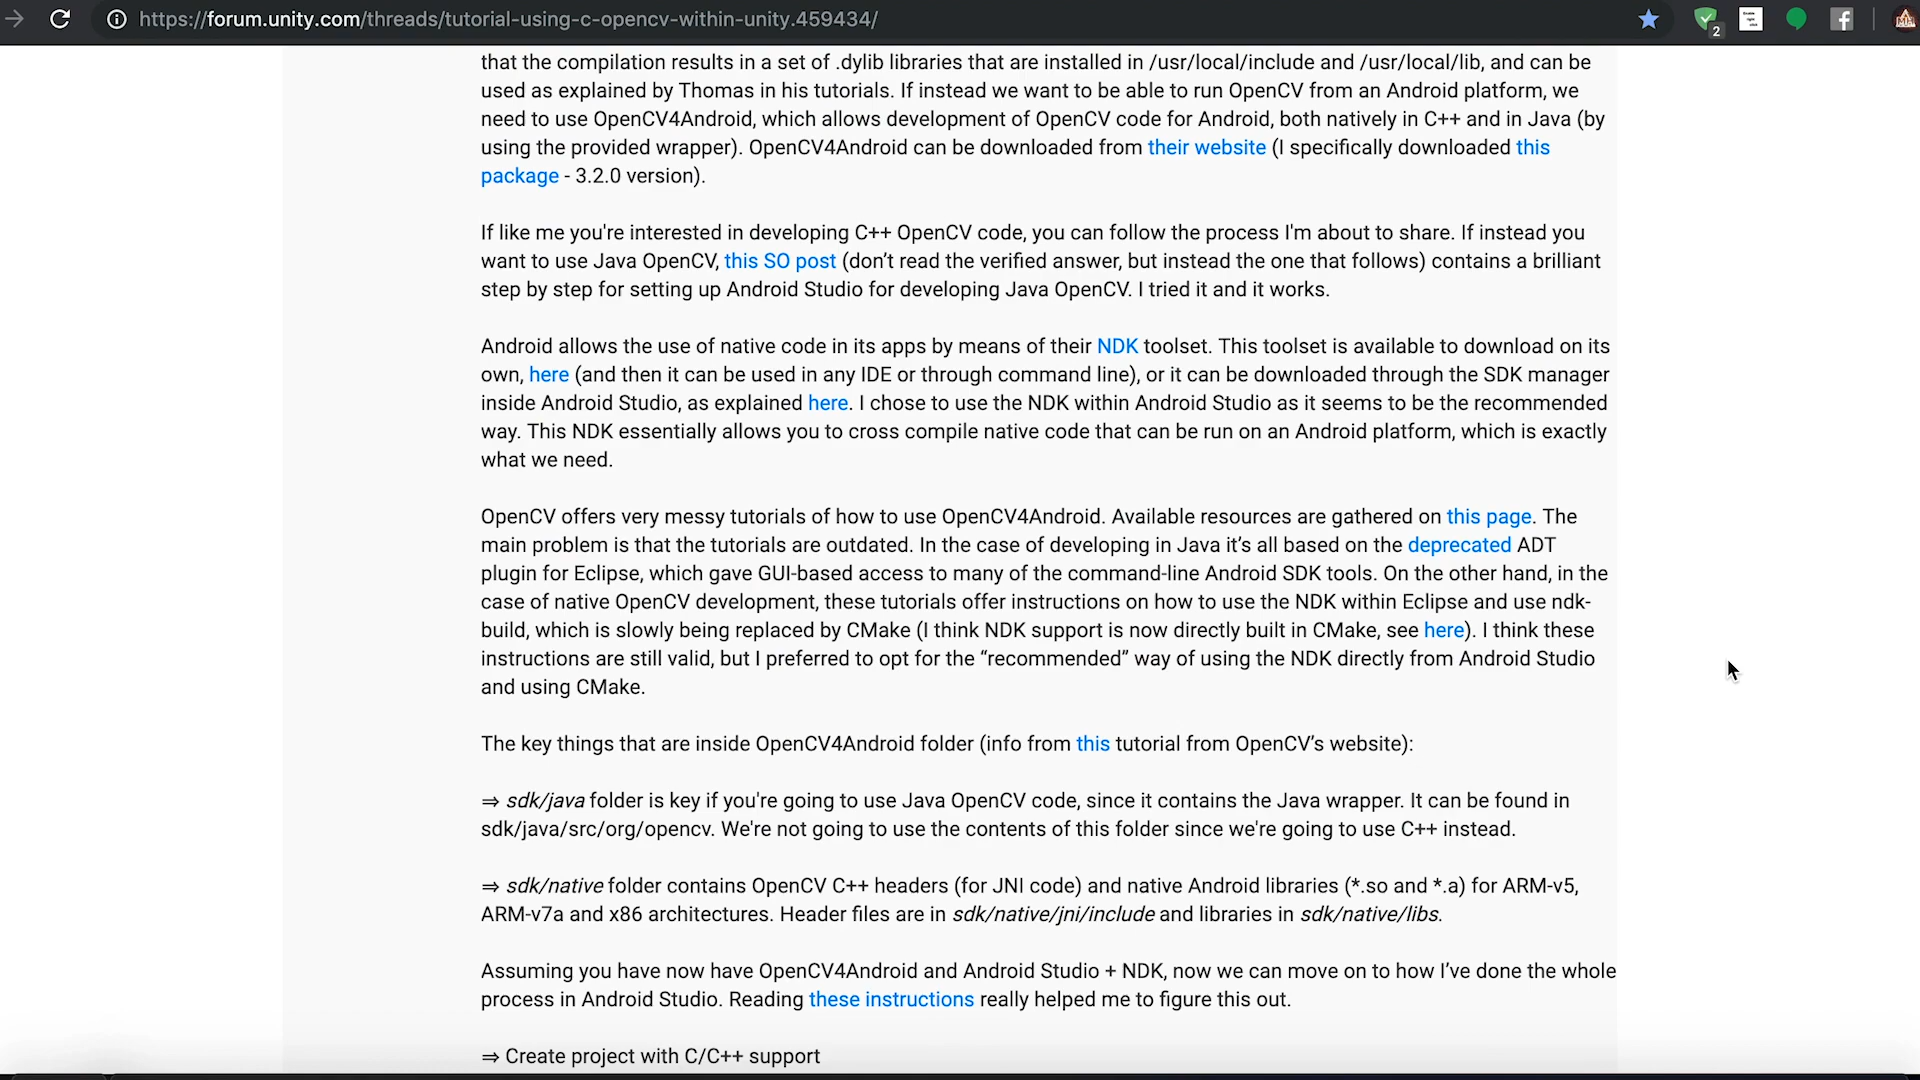 https://forum.unity.com/threads/tutorial-using-c-opencv-within-unity.459434/
2
that the compilation results in a set of .dylib libraries that are installed in /usr/local/include and /usr/local/lib, and can be
used as explained by Thomas in his tutorials. If instead we want to be able to run OpenCV from an Android platform, we
need to use OpenCV4Android, which allows development of OpenCV code for Android, both natively in C++ and in Java (by
using the provided wrapper). OpenCV4Android can be downloaded from their website (I specifically downloaded this
package - 3.2.0 version).
If like me you're interested in developing C++ OpenCV code, you can follow the process I'm about to share. If instead you
want to use Java OpenCV, this SO post (don’t read the verified answer, but instead the one that follows) contains a brilliant
step by step for setting up Android Studio for developing Java OpenCV. I tried it and it works.
Android allows the use of native code in its apps by means of their NDK toolset. This toolset is available to download on its
own, here (and then it can be used in any IDE or through command line), or it can be downloaded through the SDK manager
inside Android Studio, as explained here. I chose to use the NDK within Android Studio as it seems to be the recommended
way. This NDK essentially allows you to cross compile native code that can be run on an Android platform, which is exactly
what we need.
OpenCV offers very messy tutorials of how to use OpenCV4Android. Available resources are gathered on this page. The
main problem is that the tutorials are outdated. In the case of developing in Java it’s all based on the deprecated ADT
plugin for Eclipse, which gave GUI-based access to many of the command-line Android SDK tools. On the other hand, in the
case of native OpenCV development, these tutorials offer instructions on how to use the NDK within Eclipse and use ndk-
build, which is slowly being replaced by CMake (I think NDK support is now directly built in CMake, see here). I think these
instructions are still valid, but I preferred to opt for the “recommended” way of using the NDK directly from Android Studio
and using CMake.
The key things that are inside OpenCV4Android folder (info from this tutorial from OpenCV’s website):
⇒ sdk/java folder is key if you're going to use Java OpenCV code, since it contains the Java wrapper. It can be found in
sdk/java/src/org/opencv. We're not going to use the contents of this folder since we're going to use C++ instead.
⇒ sdk/native folder contains OpenCV C++ headers (for JNI code) and native Android libraries (*.so and *.a) for ARM-v5,
ARM-v7a and x86 architectures. Header files are in sdk/native/jni/include and libraries in sdk/native/libs.
Assuming you have now have OpenCV4Android and Android Studio + NDK, now we can move on to how I’ve done the whole
process in Android Studio. Reading these instructions really helped me to figure this out.
⇒ Create project with C/C++ support